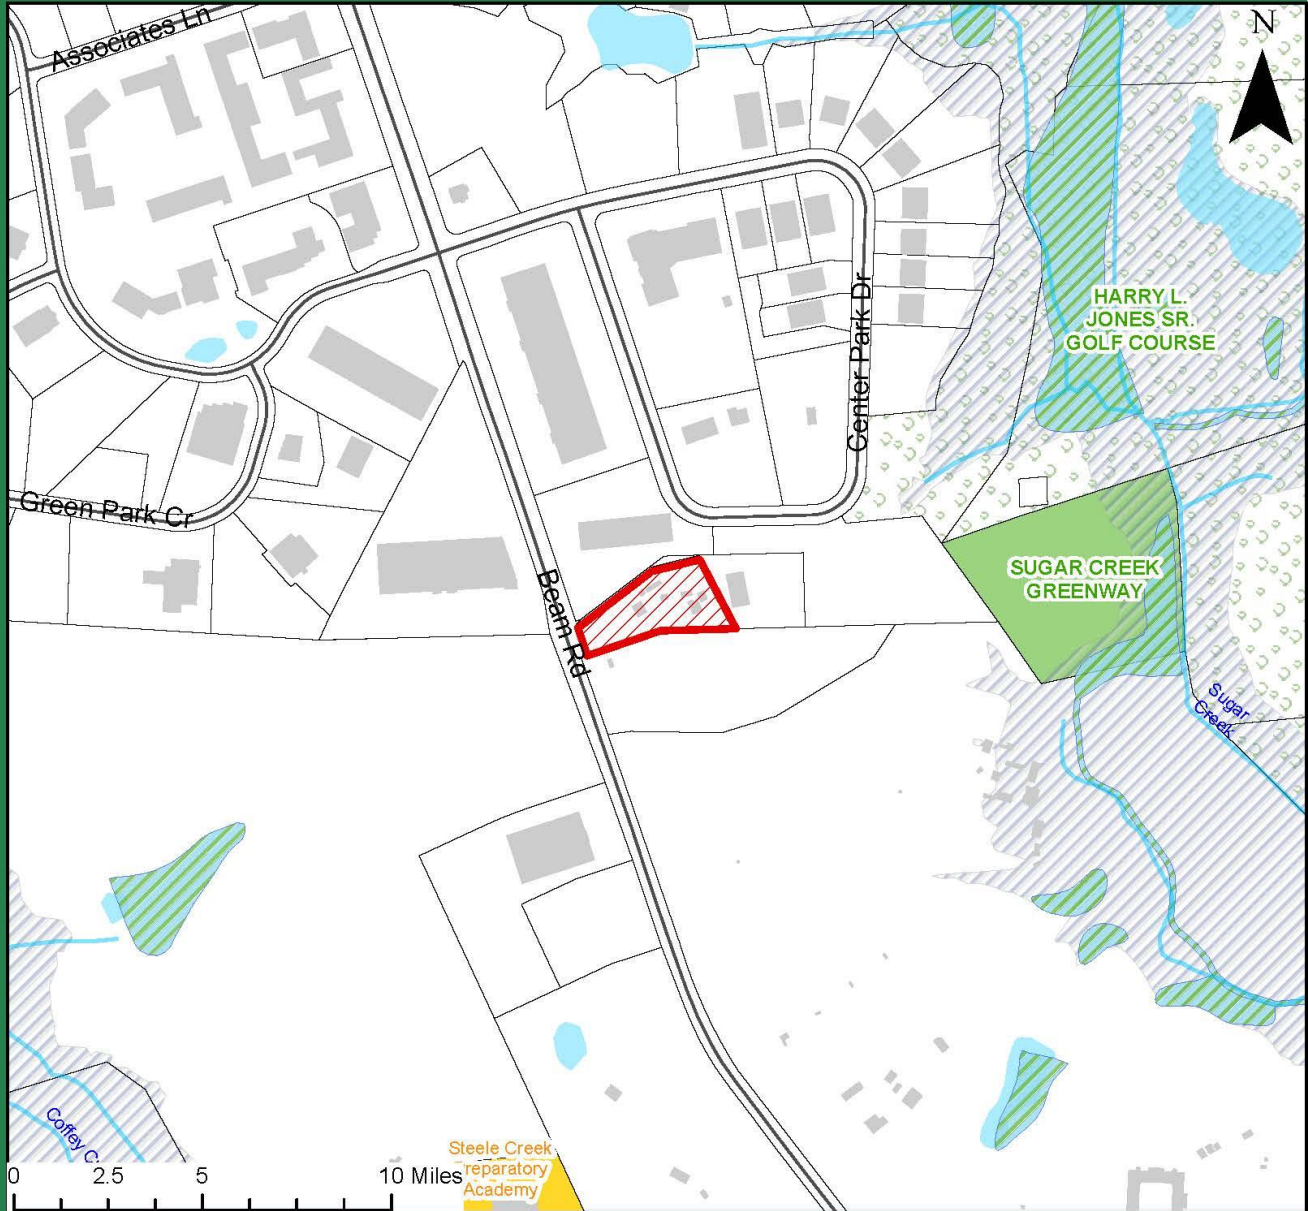 Associates Ln
N
HARRY L.
JONES SR.
GOLF COURSE
Center Park Dr
Green Park Cr
SUGAR CREEK
GREENWAY
Beam Rd
Sugar
Creek
Coffey C
Steele Creek
reparatory
Academy
0 2.5 5 10 Miles